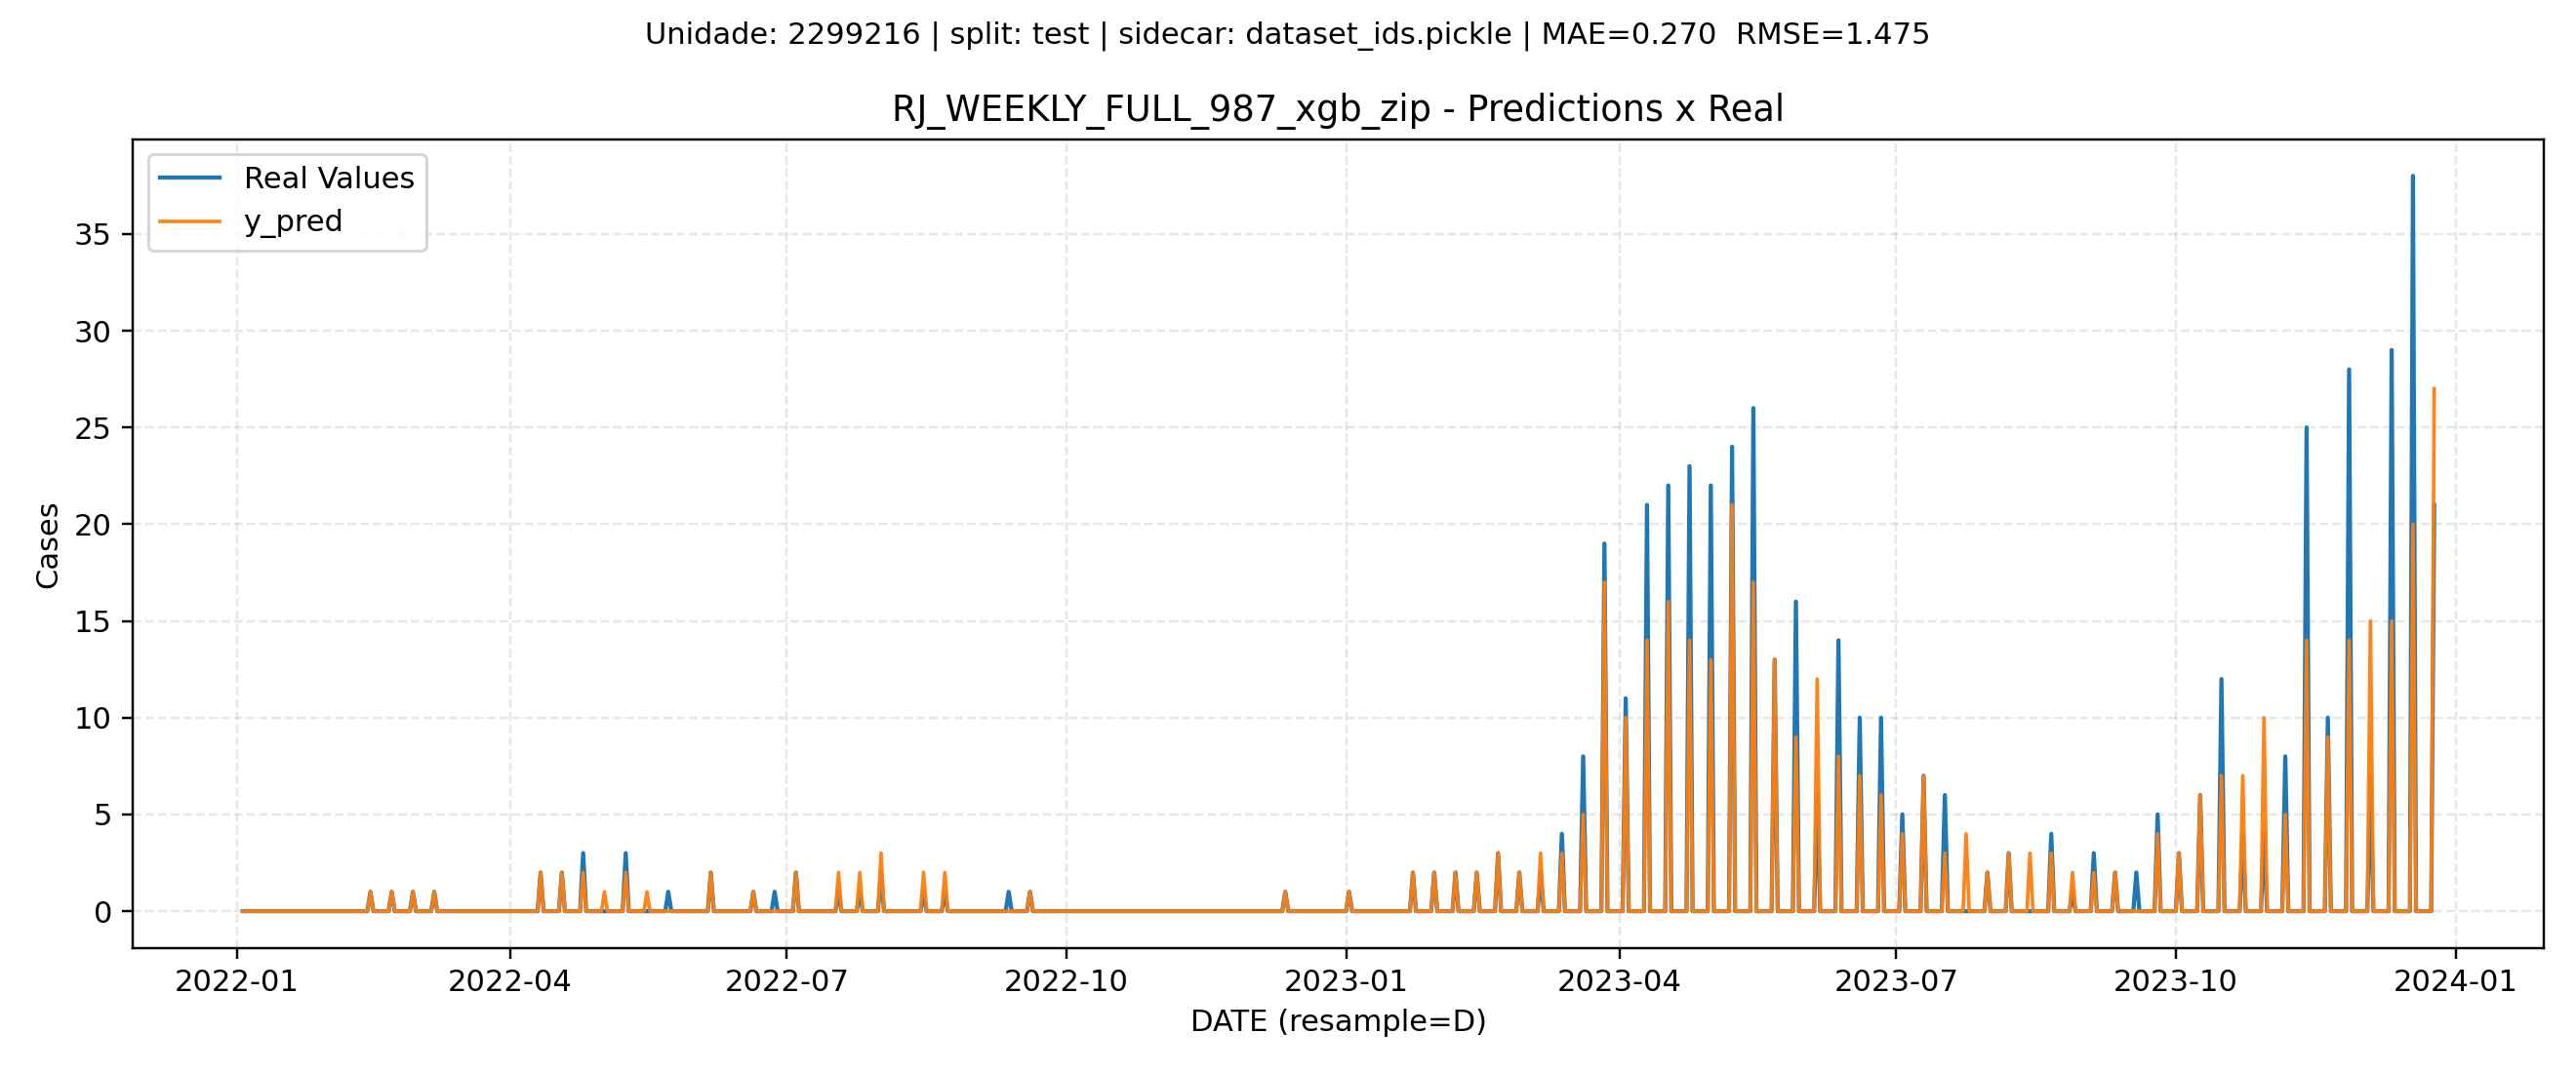 Unidade: 2299216 | split: test | sidecar: dataset_ids.pickle | MAE=0.270  RMSE=1.475
RJ_WEEKLY_FULL_987_xgb_zip - Predictions x Real
Real Values
y_pred
35
30
25
20
15
10
5
0
Cases
2022-01
2022-04
2022-07
2022-10
2023-01
2023-04
2023-07
2023-10
2024-01
DATE (resample=D)